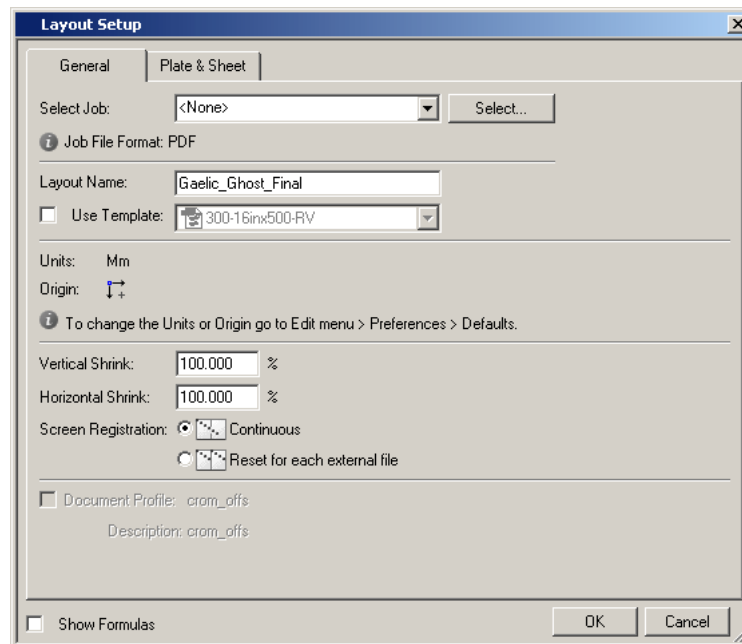 Layout Setup
General Plate & Sheet
Select Job: <None> Select...
Job File Format: PDF
Layout Name: Gaelic_Ghost_Final
Use Template: 300-16inx500-RV
Units: Mm
Origin:
To change the Units or Origin go to Edit menu > Preferences > Defaults.
Vertical Shrink: 100.000 %
Horizontal Shrink: 100.000 %
Screen Registration: Continuous
Reset for each external file
Document Profile: crom_offs
Description: crom_offs
Show Formulas OK Cancel